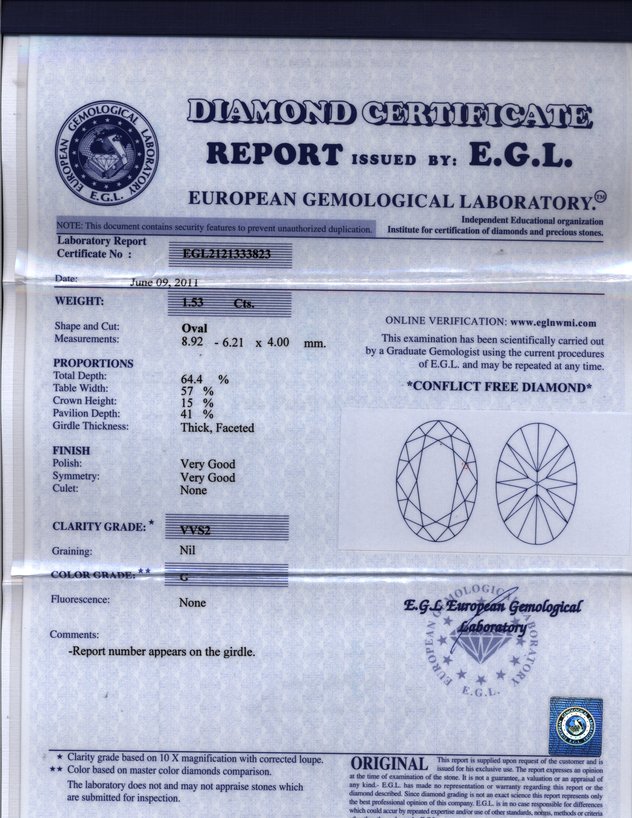 DIAMOND CERTIFICATE
REPORT ISSUED BY: E.G.L.
EUROPEAN GEMOLOGICAL LABORATORY.™
EUROPEAN GEMOLOGICAL LABORATORY
E.G.L.
NOTE: This document contains security features to prevent unauthorized duplication.
Independent Educational organization
Institute for certification of diamonds and precious stones.
Laboratory Report
Certificate No : EGL2121333823
Date: June 09, 2011
WEIGHT: 1.53 Cts.
Shape and Cut: Oval
Measurements: 8.92 - 6.21 x 4.00 mm.
PROPORTIONS
Total Depth: 64.4 %
Table Width: 57 %
Crown Height: 15 %
Pavilion Depth: 41 %
Girdle Thickness: Thick, Faceted
FINISH
Polish: Very Good
Symmetry: Very Good
Culet: None
CLARITY GRADE: * VVS2
Graining: Nil
COLOR GRADE: ** G
Fluorescence: None
Comments:
-Report number appears on the girdle.
ONLINE VERIFICATION: www.eglnwmi.com
This examination has been scientifically carried out
by a Graduate Gemologist using the current procedures
of E.G.L. and may be repeated at any time.
*CONFLICT FREE DIAMOND*
E.G.L European Gemological
Laboratory
EUROPEAN GEMOLOGICAL LABORATORY
E.G.L.
* Clarity grade based on 10 X magnification with corrected loupe.
** Color based on master color diamonds comparison.
The laboratory does not and may not appraise stones which
are submitted for inspection.
ORIGINAL This report is supplied upon request of the customer and is
issued for his exclusive use. The report expresses an opinion
at the time of examination of the stone. It is not a guarantee, a valuation or an appraisal of
any kind.- E.G.L. has made no representation or warranty regarding this report or the
diamond described. Since diamond grading is not an exact science this report represents only
the best professional opinion of this company. E.G.L. is in no case responsible for differences
which could occur by repeated expertise and/or use of other standards, norms, methods or criteria